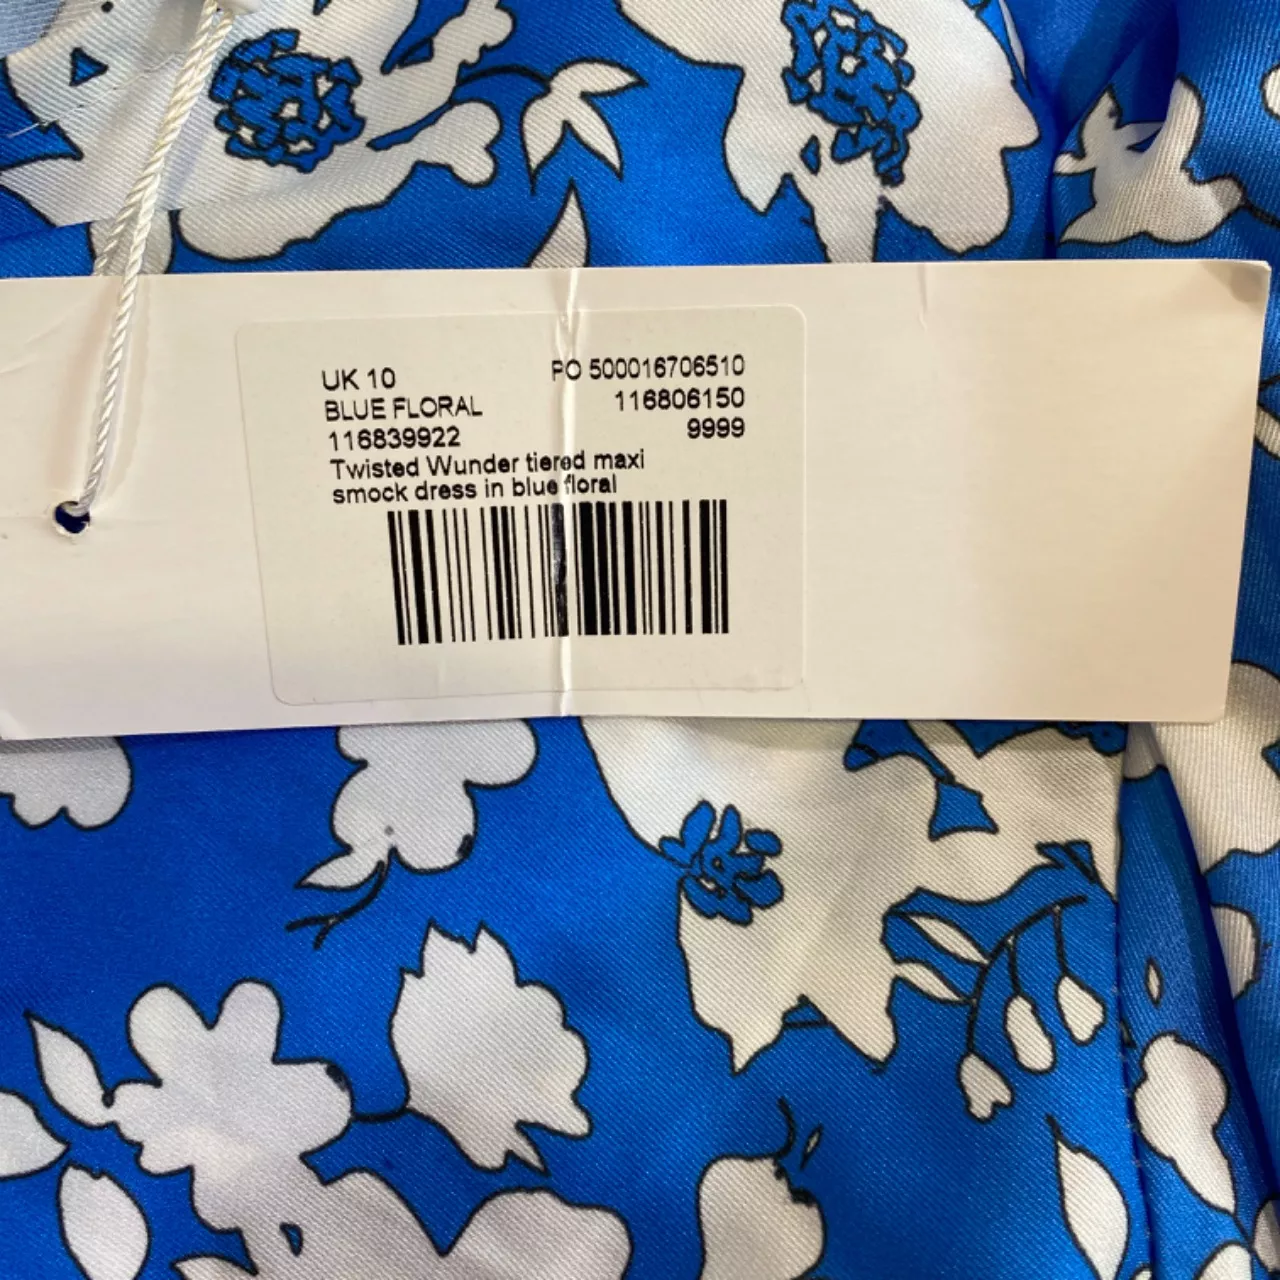 UK 10 PO 500016706510
BLUE FLORAL 116806150
116839922 9999
Twisted Wunder tiered maxi
smock dress in blue floral